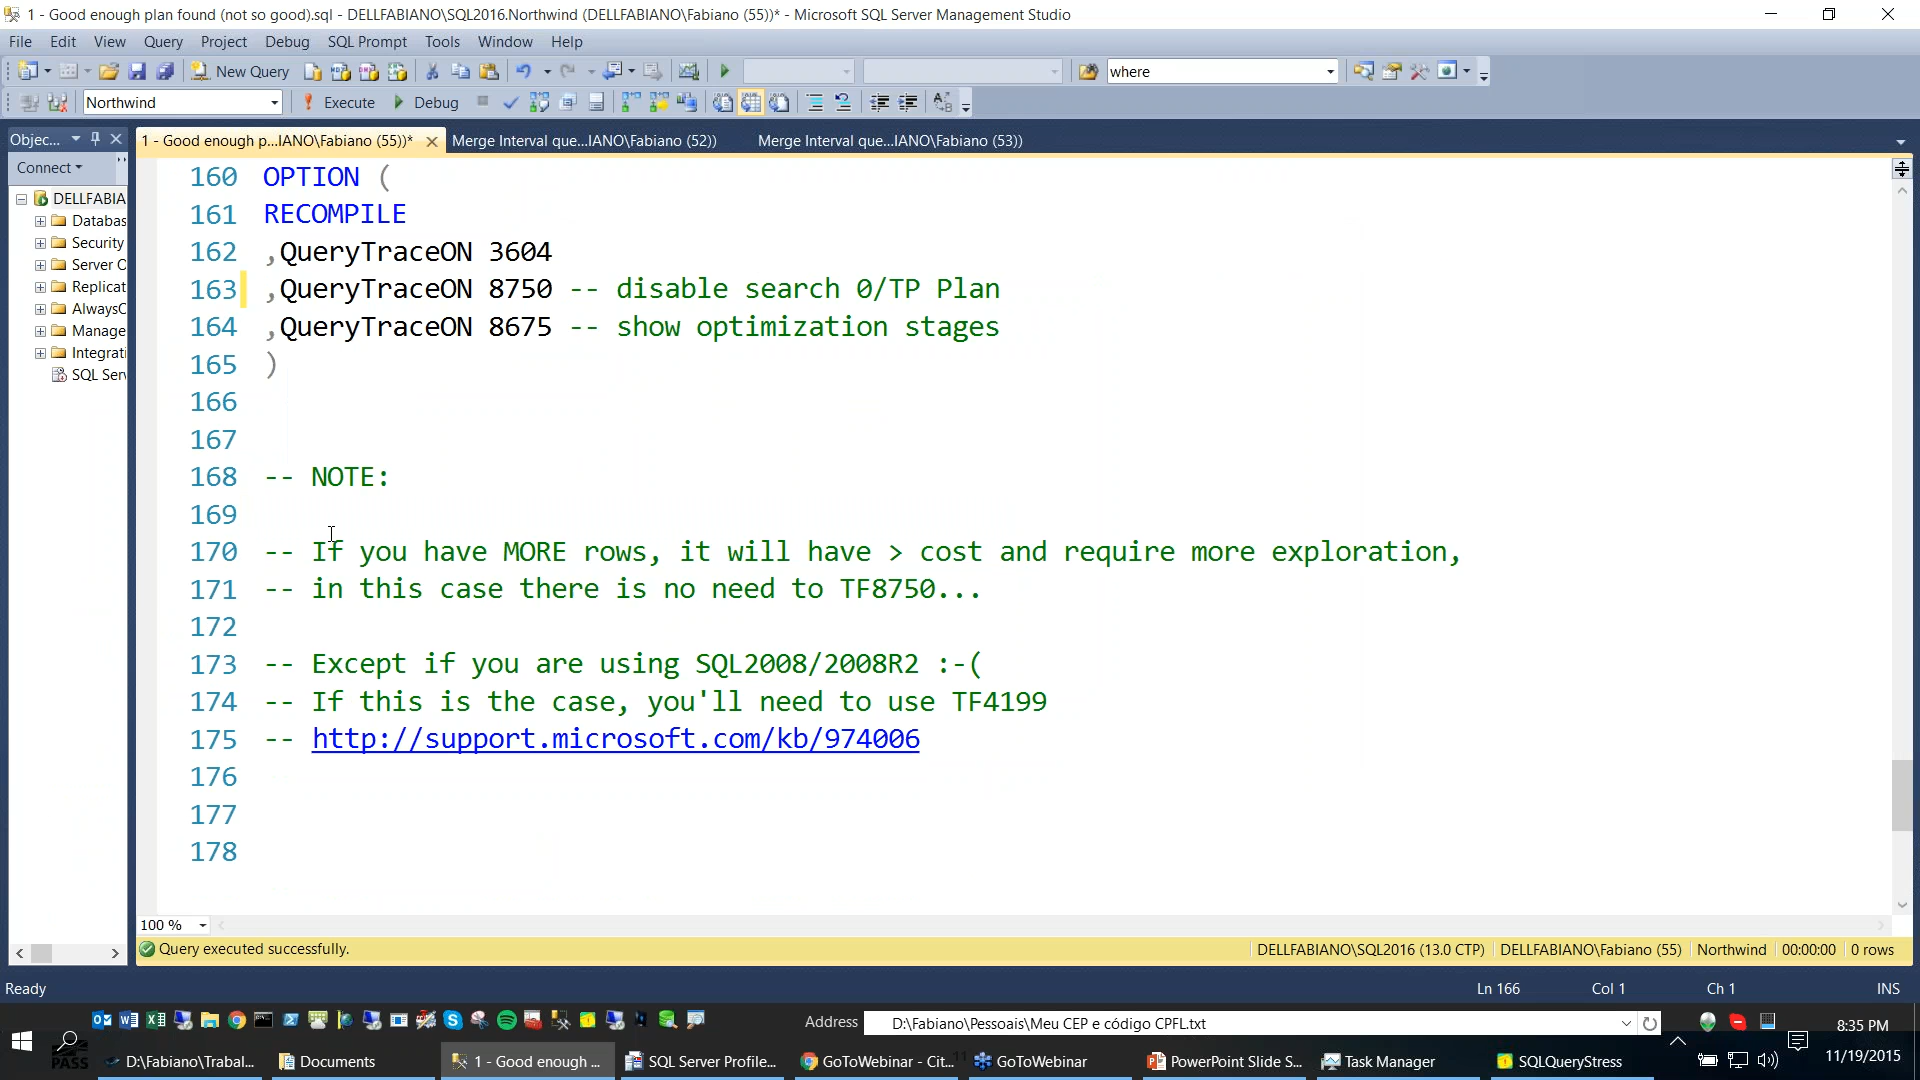 1 - Good enough plan found (not so good).sql - DELLFABIANO\SQL2016.Northwind (DELLFABIANO\Fabiano (55))* - Microsoft SQL Server Management Studio
File Edit View Query Project Debug SQL Prompt Tools Window Help
New Query where
Northwind Execute Debug
Objec... 1 - Good enough p...IANO\Fabiano (55))* Merge Interval que...IANO\Fabiano (52)) Merge Interval que...IANO\Fabiano (53))
Connect
DELLFABIA
Databas
Security
Server O
Replicat
AlwaysO
Manage
Integrati
SQL Serv
160 OPTION (
161 RECOMPILE
162 ,QueryTraceON 3604
163 ,QueryTraceON 8750 -- disable search 0/TP Plan
164 ,QueryTraceON 8675 -- show optimization stages
165 )
166
167
168 -- NOTE:
169
170 -- If you have MORE rows, it will have > cost and require more exploration,
171 -- in this case there is no need to TF8750...
172
173 -- Except if you are using SQL2008/2008R2 :-(
174 -- If this is the case, you'll need to use TF4199
175 -- http://support.microsoft.com/kb/974006
176
177
178
100 %
Query executed successfully. DELLFABIANO\SQL2016 (13.0 CTP) DELLFABIANO\Fabiano (55) Northwind 00:00:00 0 rows
Ready Ln 166 Col 1 Ch 1 INS
Address D:\Fabiano\Pessoais\Meu CEP e código CPFL.txt
8:35 PM
PASS D:\Fabiano\Trabal... Documents 1 - Good enough ... SQL Server Profile... GoToWebinar - Cit... GoToWebinar PowerPoint Slide S... Task Manager SQLQueryStress
11/19/2015